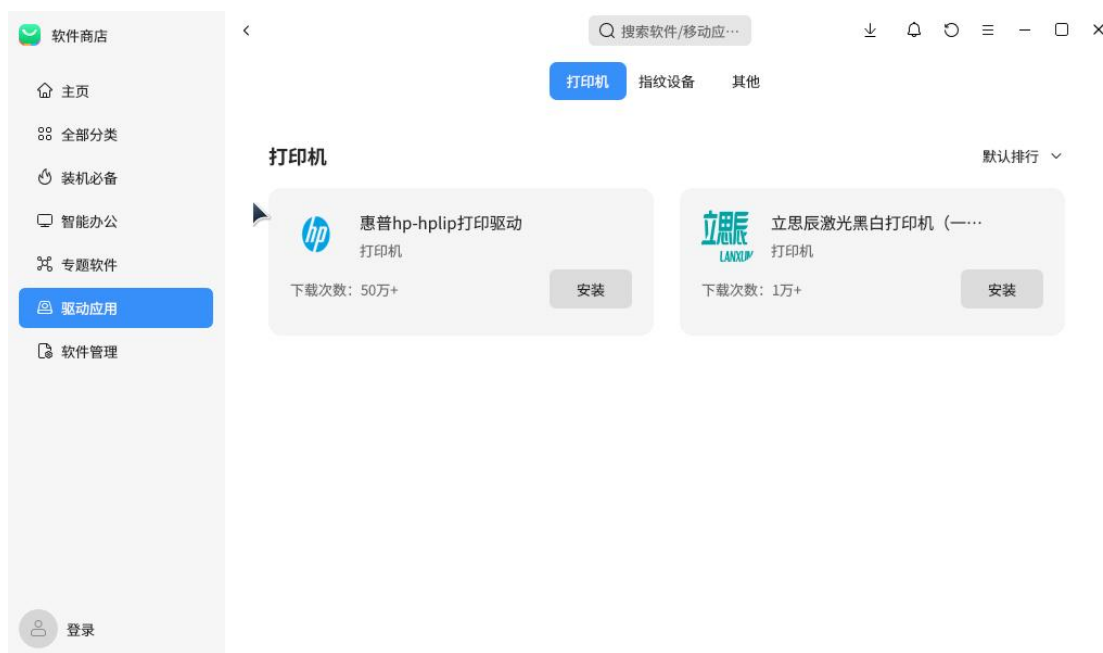 软件商店
搜索软件/移动应…
主页
全部分类
装机必备
智能办公
专题软件
驱动应用
软件管理
登录
打印机 指纹设备 其他
打印机
默认排行
hp
惠普hp-hplip打印驱动
打印机
下载次数：50万+
安装
立思辰
LANXUM
立思辰激光黑白打印机（一…
打印机
下载次数：1万+
安装